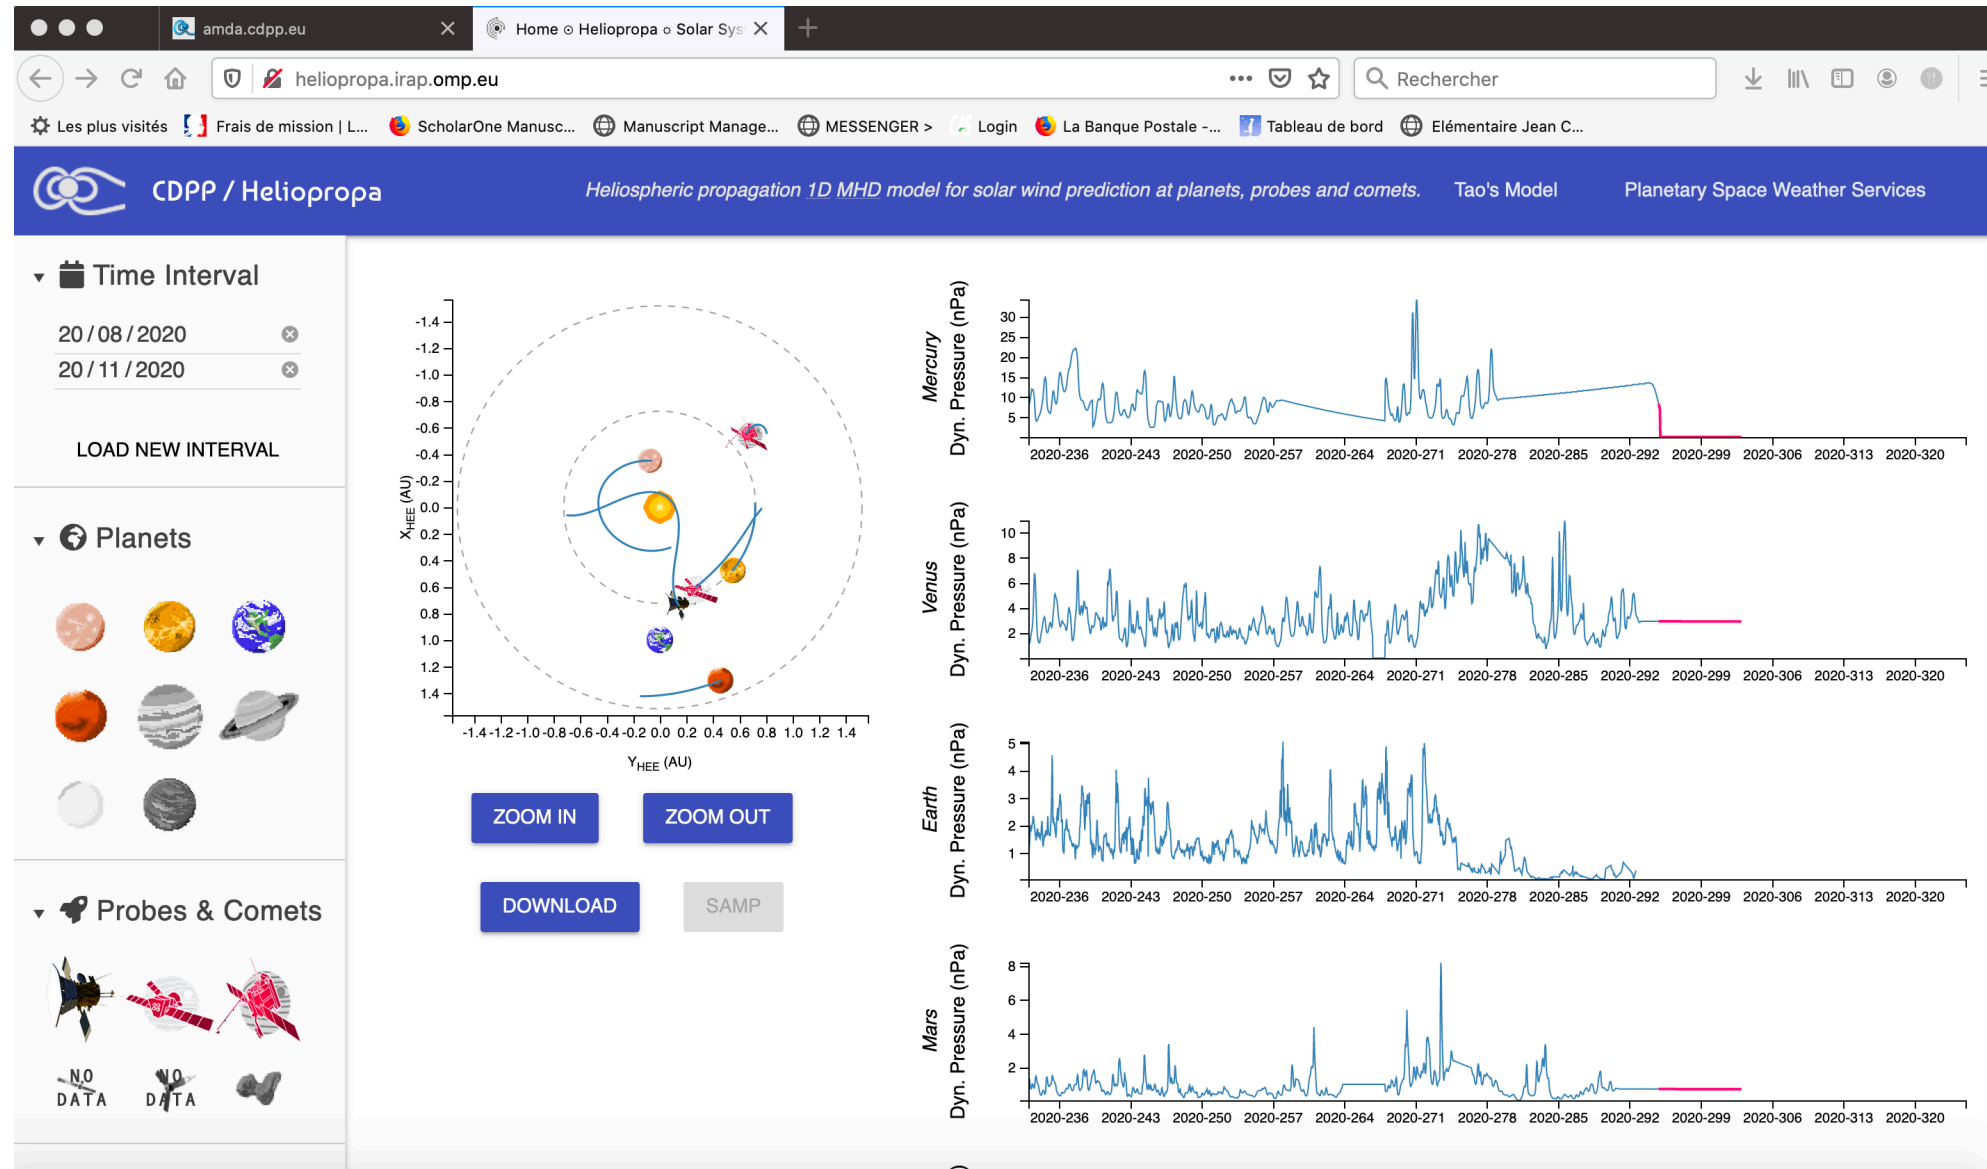 amda.cdpp.eu
Home ⊙ Heliopropa ○ Solar Sys
heliopropa.irap.omp.eu
Rechercher
Les plus visités Frais de mission | L... ScholarOne Manusc... Manuscript Manage... MESSENGER > Login La Banque Postale -... Tableau de bord Elémentaire Jean C...
CDPP / Heliopropa
Heliospheric propagation 1D MHD model for solar wind prediction at planets, probes and comets. Tao's Model Planetary Space Weather Services
Time Interval
20 / 08 / 2020
20 / 11 / 2020
LOAD NEW INTERVAL
Planets
Probes & Comets
NO DATA
NO DATA
X HEE (AU)
-1.4
-1.2
-1.0
-0.8
-0.6
-0.4
-0.2
0.0
0.2
0.4
0.6
0.8
1.0
1.2
1.4
-1.4 -1.2 -1.0 -0.8 -0.6 -0.4 -0.2 0.0 0.2 0.4 0.6 0.8 1.0 1.2 1.4
Y HEE (AU)
ZOOM IN ZOOM OUT
DOWNLOAD SAMP
Mercury
Dyn. Pressure (nPa)
30
25
20
15
10
5
2020-236 2020-243 2020-250 2020-257 2020-264 2020-271 2020-278 2020-285 2020-292 2020-299 2020-306 2020-313 2020-320
Venus
Dyn. Pressure (nPa)
10
8
6
4
2
2020-236 2020-243 2020-250 2020-257 2020-264 2020-271 2020-278 2020-285 2020-292 2020-299 2020-306 2020-313 2020-320
Earth
Dyn. Pressure (nPa)
5
4
3
2
1
2020-236 2020-243 2020-250 2020-257 2020-264 2020-271 2020-278 2020-285 2020-292 2020-299 2020-306 2020-313 2020-320
Mars
Dyn. Pressure (nPa)
8
6
4
2
2020-236 2020-243 2020-250 2020-257 2020-264 2020-271 2020-278 2020-285 2020-292 2020-299 2020-306 2020-313 2020-320